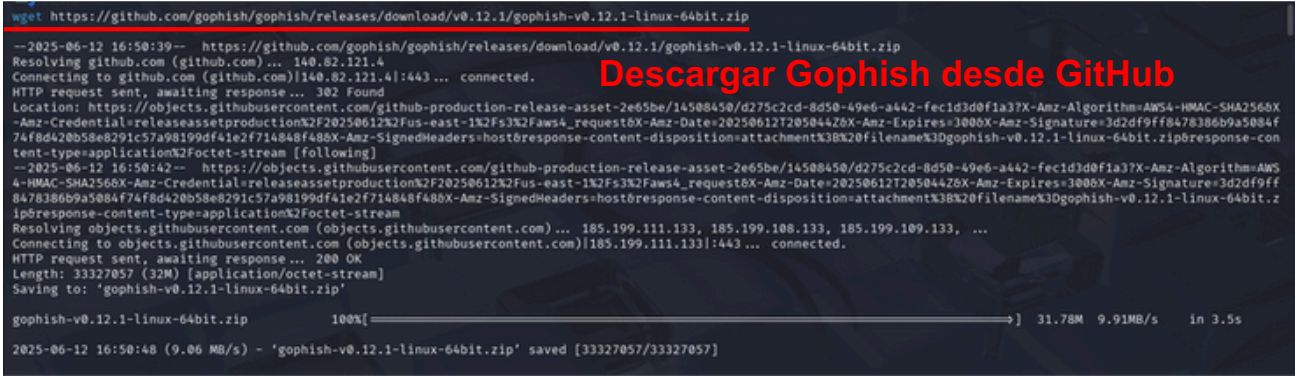 wget https://github.com/gophish/gophish/releases/download/v0.12.1/gophish-v0.12.1-linux-64bit.zip
--2025-06-12 16:50:39--  https://github.com/gophish/gophish/releases/download/v0.12.1/gophish-v0.12.1-linux-64bit.zip
Resolving github.com (github.com)... 140.82.121.4
Connecting to github.com (github.com)|140.82.121.4|:443... connected.
Descargar Gophish desde GitHub
HTTP request sent, awaiting response... 302 Found
Location: https://objects.githubusercontent.com/github-production-release-asset-2e65be/14508450/d275c2cd-8d50-49e6-a442-fec1d3d0f1a3?X-Amz-Algorithm=AWS4-HMAC-SHA256&X
-Amz-Credential=releaseassetproduction%2F20250612%2Fus-east-1%2Fs3%2Faws4_request&X-Amz-Date=20250612T205044Z&X-Amz-Expires=300&X-Amz-Signature=3d2df9ff8478386b9a5084f
74f8d420b58e8291c57a98199df41e2f714848f48&X-Amz-SignedHeaders=host&response-content-disposition=attachment%3B%20filename%3Dgophish-v0.12.1-linux-64bit.zip&response-con
tent-type=application%2Foctet-stream [following]
--2025-06-12 16:50:42--  https://objects.githubusercontent.com/github-production-release-asset-2e65be/14508450/d275c2cd-8d50-49e6-a442-fec1d3d0f1a3?X-Amz-Algorithm=AWS
4-HMAC-SHA256&X-Amz-Credential=releaseassetproduction%2F20250612%2Fus-east-1%2Fs3%2Faws4_request&X-Amz-Date=20250612T205044Z&X-Amz-Expires=300&X-Amz-Signature=3d2df9ff
8478386b9a5084f74f8d420b58e8291c57a98199df41e2f714848f48&X-Amz-SignedHeaders=host&response-content-disposition=attachment%3B%20filename%3Dgophish-v0.12.1-linux-64bit.z
ip&response-content-type=application%2Foctet-stream
Resolving objects.githubusercontent.com (objects.githubusercontent.com)... 185.199.111.133, 185.199.108.133, 185.199.109.133, ...
Connecting to objects.githubusercontent.com (objects.githubusercontent.com)|185.199.111.133|:443... connected.
HTTP request sent, awaiting response... 200 OK
Length: 33327057 (32M) [application/octet-stream]
Saving to: ‘gophish-v0.12.1-linux-64bit.zip’
gophish-v0.12.1-linux-64bit.zip 100%[=====================================>] 31.78M 9.91MB/s in 3.5s
2025-06-12 16:50:48 (9.06 MB/s) - ‘gophish-v0.12.1-linux-64bit.zip’ saved [33327057/33327057]